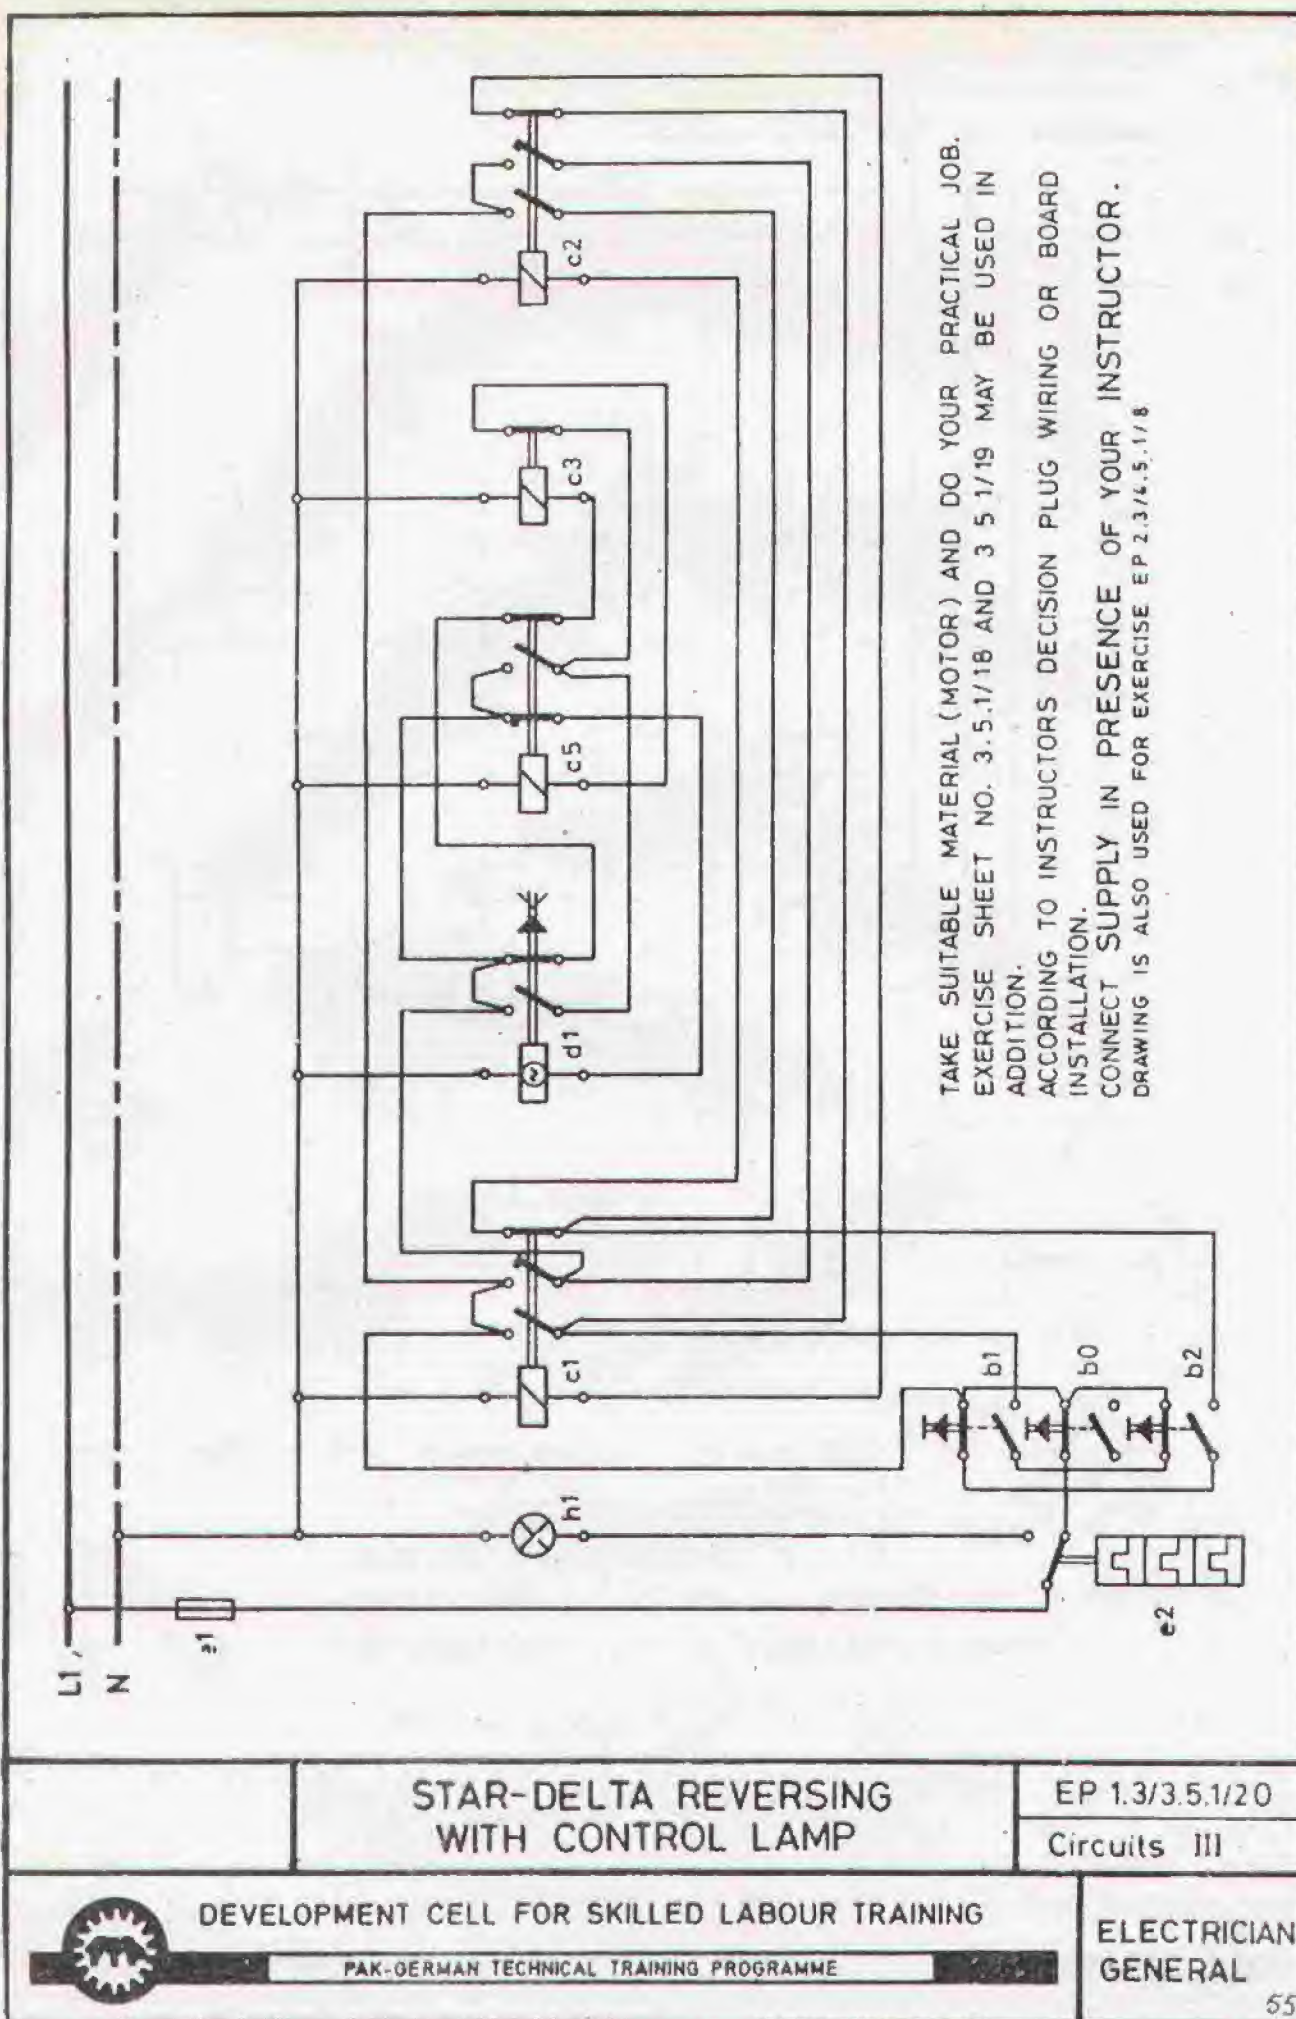 L1
N
a1
h1
c1
d1
c5
c3
c2
b1
b0
b2
e2
TAKE SUITABLE MATERIAL (MOTOR) AND DO YOUR PRACTICAL JOB.
EXERCISE SHEET NO. 3.5.1/18 AND 3 5 1/19 MAY BE USED IN
ADDITION.
ACCORDING TO INSTRUCTORS DECISION PLUG WIRING OR BOARD
INSTALLATION.
CONNECT SUPPLY IN PRESENCE OF YOUR INSTRUCTOR.
DRAWING IS ALSO USED FOR EXERCISE EP 2.3/4.5.1/8
STAR-DELTA REVERSING
WITH CONTROL LAMP
EP 1.3/3.5.1/20
Circuits III
DEVELOPMENT CELL FOR SKILLED LABOUR TRAINING
PAK-GERMAN TECHNICAL TRAINING PROGRAMME
ELECTRICIAN
GENERAL
55